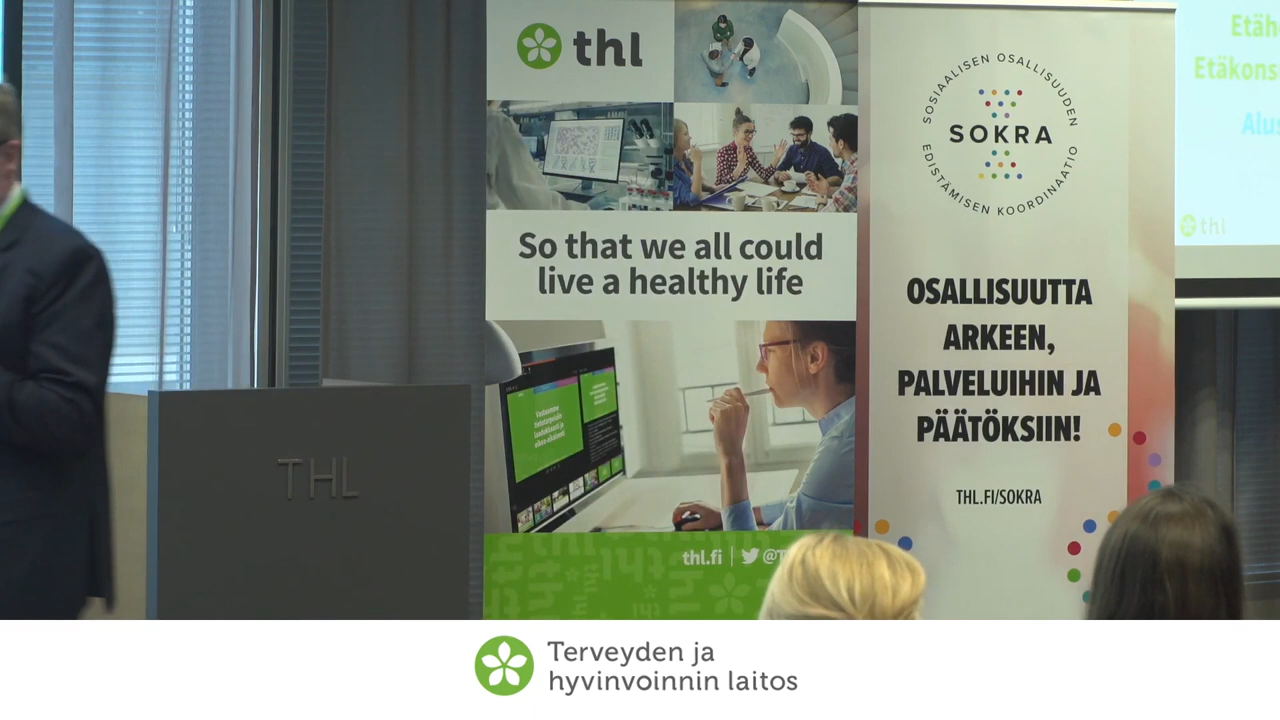 thl
So that we all could
live a healthy life
thl.fi
SOSIAALISEN OSALLISUUDEN
SOKRA
EDISTÄMISEN KOORDINAATIO
OSALLISUUTTA
ARKEEN,
PALVELUIHIN JA
PÄÄTÖKSIIN!
THL.FI/SOKRA
thl
THL
Terveyden ja
hyvinvoinnin laitos